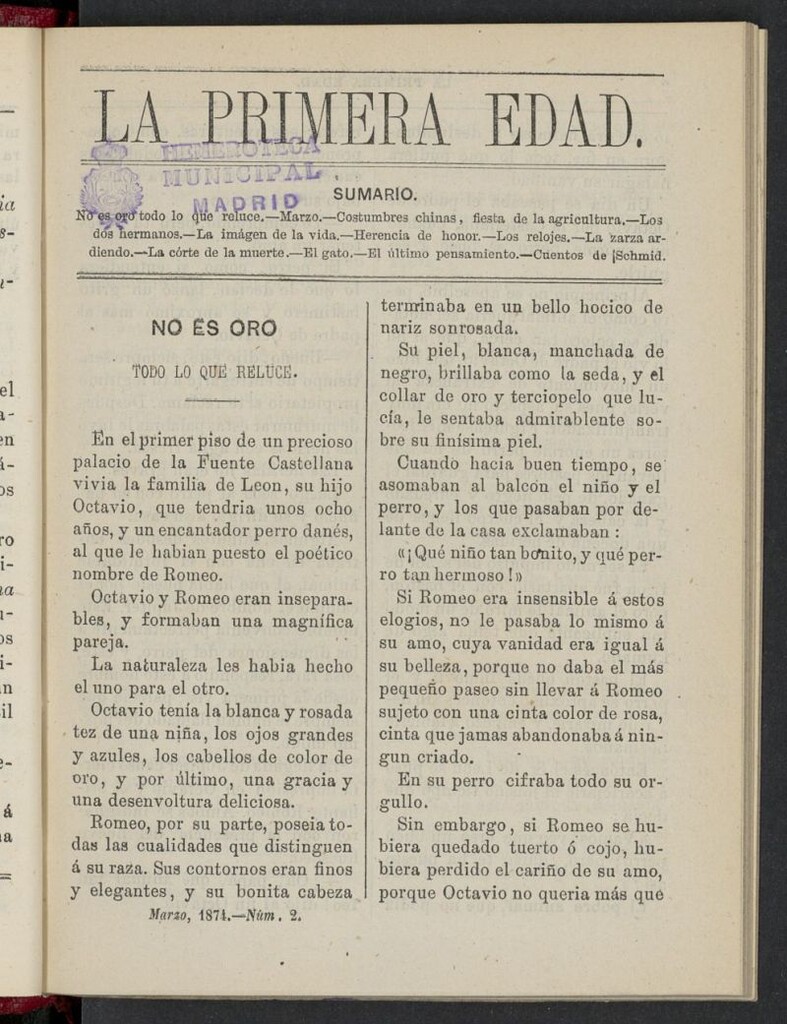 LA PRIMERA EDAD.
HEMEROTECA
MUNICIPAL
MADRID
SUMARIO.
No es oro todo lo que reluce.—Marzo.—Costumbres chinas, fiesta de la agricultura.—Los
dos hermanos.—La imágen de la vida.—Herencia de honor.—Los relojes.—La zarza ar-
diendo.—La córte de la muerte.—El gato.—El último pensamiento.—Cuentos de Schmid.
NO ES ORO
TODO LO QUE RELUCE.
En el primer piso de un precioso
palacio de la Fuente Castellana
vivia la familia de Leon, su hijo
Octavio, que tendria unos ocho
años, y un encantador perro danés,
al que le habian puesto el poético
nombre de Romeo.
Octavio y Romeo eran insepara-
bles, y formaban una magnífica
pareja.
La naturaleza les habia hecho
el uno para el otro.
Octavio tenía la blanca y rosada
tez de una niña, los ojos grandes
y azules, los cabellos de color de
oro, y por último, una gracia y
una desenvoltura deliciosa.
Romeo, por su parte, poseia to-
das las cualidades que distinguen
á su raza. Sus contornos eran finos
y elegantes, y su bonita cabeza
Marzo, 1874.—Núm. 2.
terminaba en un bello hocico de
nariz sonrosada.
Su piel, blanca, manchada de
negro, brillaba como la seda, y el
collar de oro y terciopelo que lu-
cía, le sentaba admirablente so-
bre su finísima piel.
Cuando hacia buen tiempo, se
asomaban al balcon el niño y el
perro, y los que pasaban por de-
lante de la casa exclamaban:
«¡Qué niño tan bonito, y qué per-
ro tan hermoso!»
Si Romeo era insensible á estos
elogios, no le pasaba lo mismo á
su amo, cuya vanidad era igual á
su belleza, porque no daba el más
pequeño paseo sin llevar á Romeo
sujeto con una cinta color de rosa,
cinta que jamas abandonaba á nin-
gun criado.
En su perro cifraba todo su or-
gullo.
Sin embargo, si Romeo se hu-
biera quedado tuerto ó cojo, hu-
biera perdido el cariño de su amo,
porque Octavio no queria más que